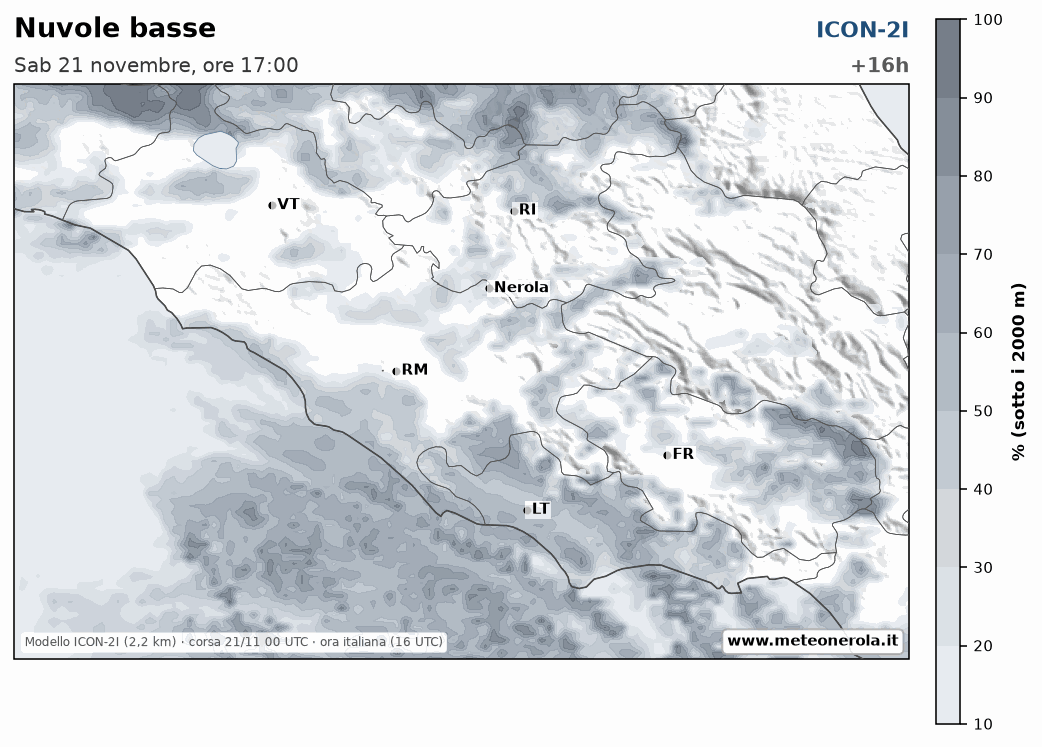 Nuvole basse
ICON-2I
Sab 21 novembre, ore 17:00
+16h
100
90
80
70
60
50
40
30
20
10
% (sotto i 2000 m)
VT
RI
Nerola
RM
FR
LT
Modello ICON-2I (2,2 km) · corsa 21/11 00 UTC · ora italiana (16 UTC)
www.meteonerola.it